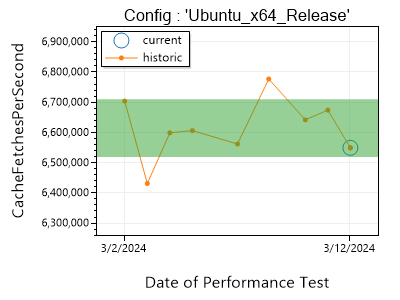 Config : 'Ubuntu_x64_Release'
current
historic
CacheFetchesPerSecond
6,900,000
6,800,000
6,700,000
6,600,000
6,500,000
6,400,000
6,300,000
3/2/2024
3/12/2024
Date of Performance Test